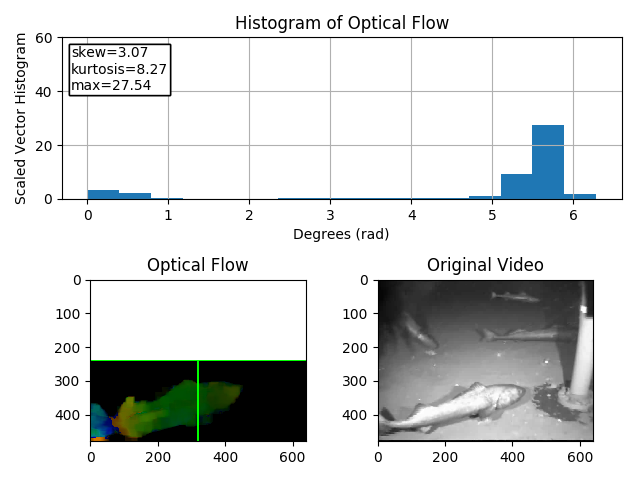 Histogram of Optical Flow
Scaled Vector Histogram
60
40
20
0
skew=3.07
kurtosis=8.27
max=27.54
0 1 2 3 4 5 6
Degrees (rad)
Optical Flow
0
100
200
300
400
0 200 400 600
Original Video
0
100
200
300
400
0 200 400 600